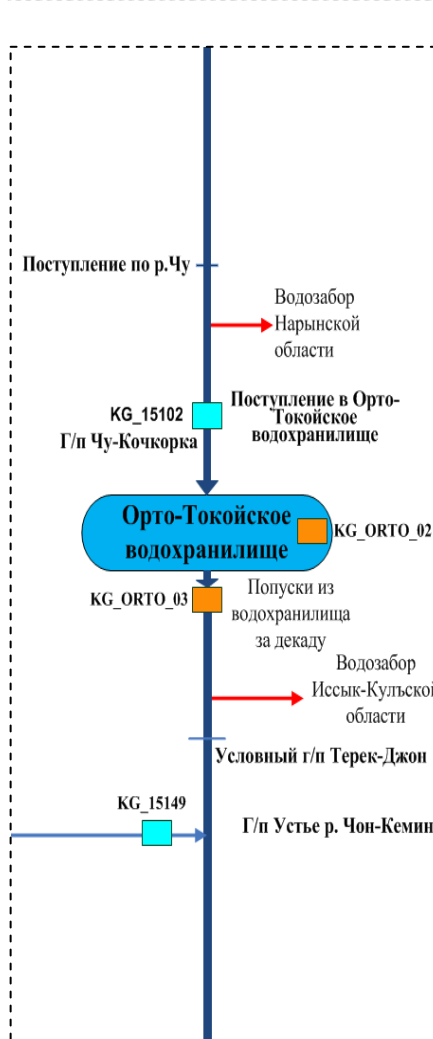 Поступление по р.Чу
Водозабор
Нарынской
области
KG_15102
Поступление в Орто-
Токойское
водохранилище
Г/п Чу-Кочкорка
Орто-Токойское
водохранилище
KG_ORTO_02
KG_ORTO_03
Попуски из
водохранилища
за декаду
Водозабор
Иссык-Кулъской
области
Условный г/п Терек-Джон
KG_15149
Г/п Устье р. Чон-Кемин